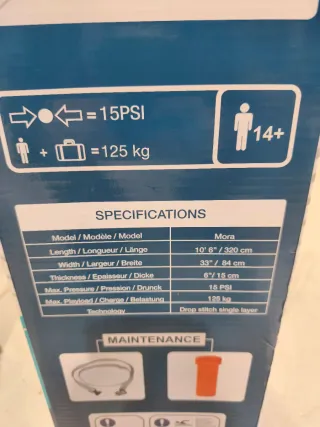 =15PSI
14+
+ =125 kg
SPECIFICATIONS
Model / Modèle / Model Mora
Length / Longueur / Länge 10' 6" / 320 cm
Width / Largeur / Breite 33" / 84 cm
Thickness / Epaisseur / Dicke 6"/ 15 cm
Max. Pressure / Pression / Drunck 15 PSI
Max. Playload / Charge / Belastung 125 kg
Technology Drop stitch single layer
MAINTENANCE